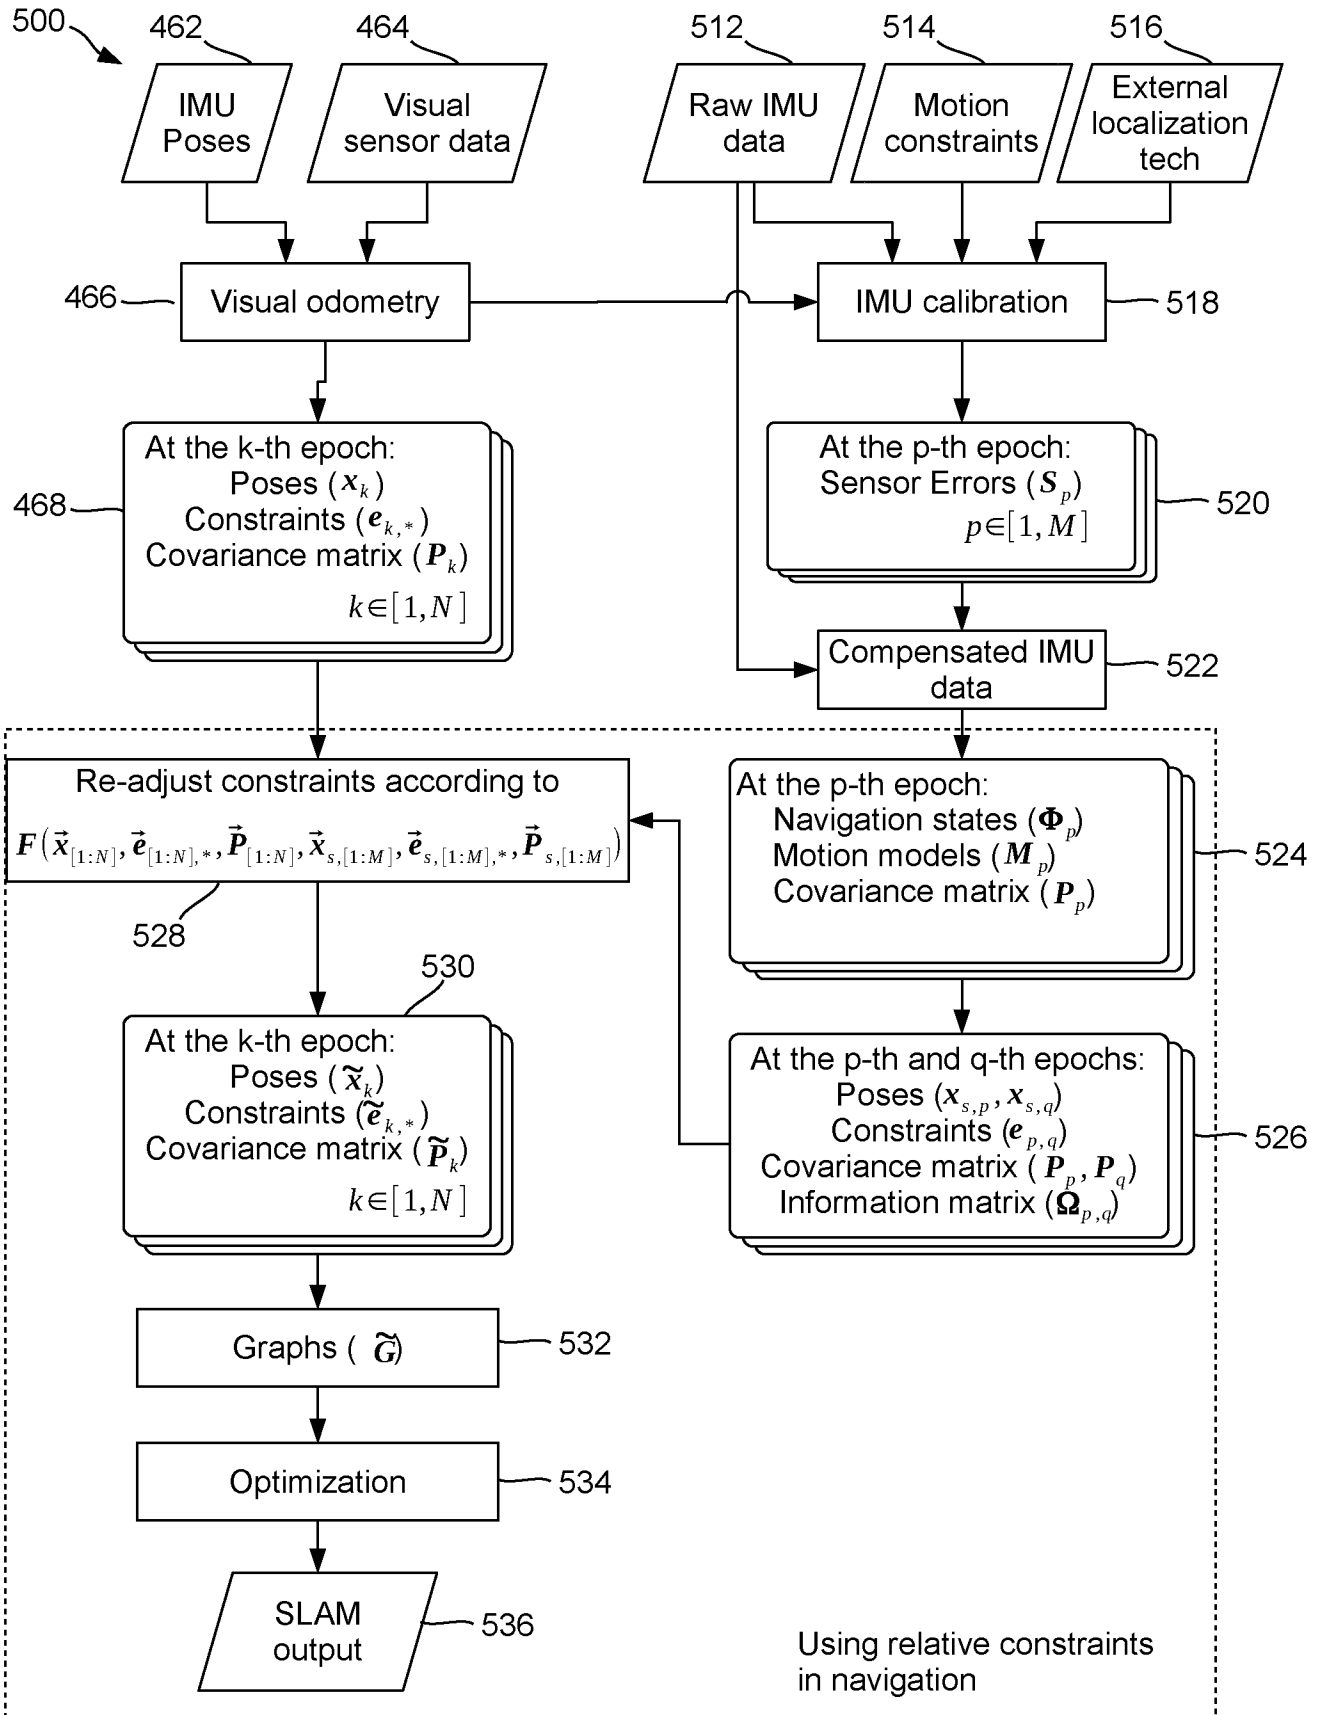 500
462
464
512
514
516
IMU
Poses
Visual
sensor data
Raw IMU
data
Motion
constraints
External
localization
tech
466
Visual odometry
IMU calibration
518
468
At the k-th epoch:
Poses (x_k)
Constraints (e_{k,*})
Covariance matrix (P_k)
k∈[1,N]
At the p-th epoch:
Sensor Errors (S_p)
p∈[1,M]
520
Compensated IMU
data
522
Re-adjust constraints according to
F(x⃗_{[1:N]}, e⃗_{[1:N],*}, P⃗_{[1:N]}, x⃗_{s,[1:M]}, e⃗_{s,[1:M],*}, P⃗_{s,[1:M]})
528
At the p-th epoch:
Navigation states (Φ_p)
Motion models (M_p)
Covariance matrix (P_p)
524
530
At the k-th epoch:
Poses (x̃_k)
Constraints (ẽ_{k,*})
Covariance matrix (P̃_k)
k∈[1,N]
At the p-th and q-th epochs:
Poses (x_{s,p}, x_{s,q})
Constraints (e_{p,q})
Covariance matrix (P_p, P_q)
Information matrix (Ω_{p,q})
526
Graphs ( G̃)
532
Optimization
534
SLAM
output
536
Using relative constraints
in navigation